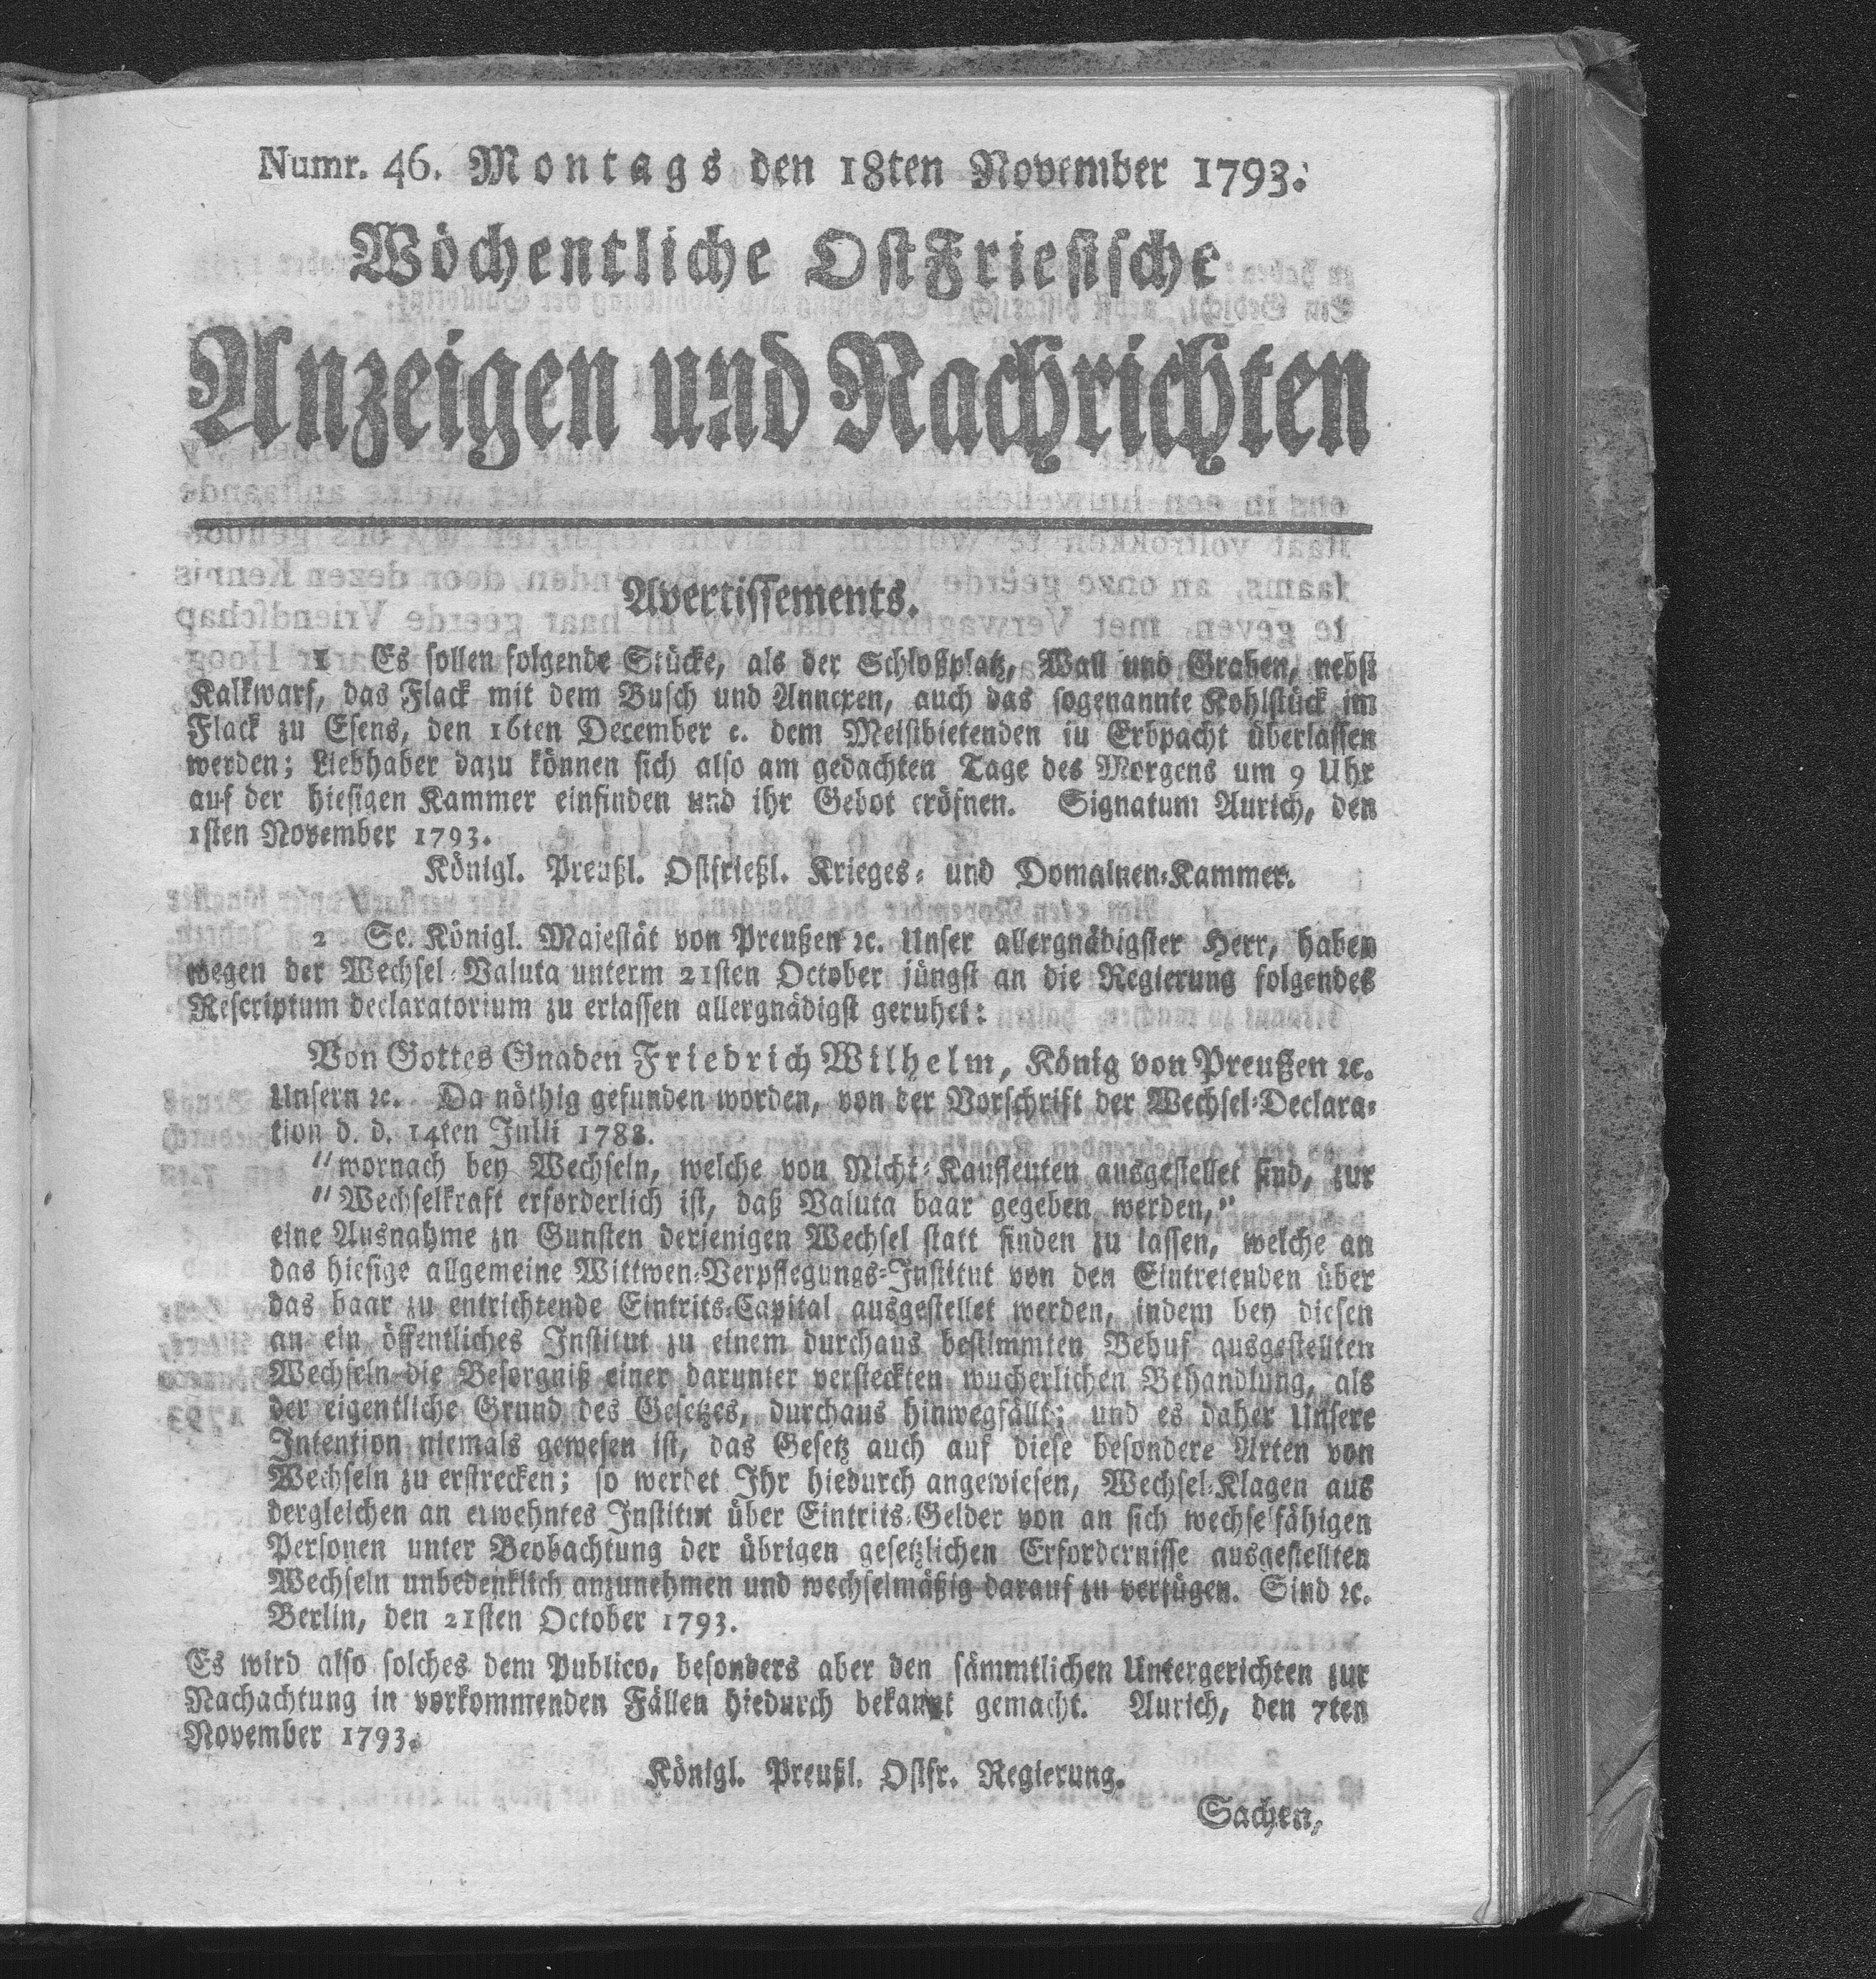 Numr. 46. Montags den 18ten November 1793.
Wöchentliche OstFriesische
Anzeigen und Nachrichten
Avertissements.
1 Es sollen folgende Stücke, als der Schloßplatz, Wall und Graben, nebst
Kalkwarf, das Flack mit dem Busch und Annexen, auch das sogenannte Kohlstück im
Flack zu Esens, den 16ten December c. dem Meistbietenden in Erbpacht überlassen
werden; Liebhaber dazu können sich also am gedachten Tage des Morgens um 9 Uhr
auf der hiesigen Kammer einfinden und ihr Gebot eröfnen. Signatum Aurich, den
1sten November 1793.
Königl. Preußl. Ostfrießl. Krieges- und Domainen-Kammer.
2 Se. Königl. Majestät von Preußen ꝛc. Unser allergnädigster Herr, haben
wegen der Wechsel-Valuta unterm 21sten October jüngst an die Regierung folgendes
Rescriptum declaratorium zu erlassen allergnädigst geruhet:
Von Gottes Gnaden Friedrich Wilhelm, König von Preußen ꝛc.
Unsern ꝛc. Da nöthig gefunden worden, von der Vorschrift der Wechsel-Declara-
tion d. d. 14ten Julii 1788.
"wornach bey Wechseln, welche von Nicht-Kaufleuten ausgestellet sind, zur
"Wechselkraft erforderlich ist, daß Valuta baar gegeben werden,"
eine Ausnahme zn Gunsten derjenigen Wechsel statt finden zu lassen, welche an
das hiesige allgemeine Wittwen-Verpflegungs-Institut von den Eintretenden über
das baar zu entrichtende Eintrits-Capital ausgestellet werden, indem bey diesen
an ein öffentliches Institut zu einem durchaus bestimmten Behuf ausgestellten
Wechseln die Besorgniß einer darunter versteckten wucherlichen Behandlung, als
der eigentliche Grund des Gesetzes, durchaus hinwegfällt; und es daher Unsere
Intention niemals gewesen ist, das Gesetz auch auf diese besondere Arten von
Wechseln zu erstrecken; so werdet Ihr hiedurch angewiesen, Wechsel-Klagen aus
dergleichen an erwehntes Institut über Eintrits-Gelder von an sich wechselfähigen
Personen unter Beobachtung der übrigen gesetzlichen Erfordernisse ausgestellten
Wechseln unbedenklich anzunehmen und wechselmäßig darauf zu verfügen. Sind ꝛc.
Berlin, den 21sten October 1793.
Es wird also solches dem Publico, besonders aber den sämmtlichen Untergerichten zur
Nachachtung in vorkommenden Fällen hiedurch bekannt gemacht. Aurich, den 7ten
November 1793.
Königl. Preußl. Ostfr. Regierung.
Sachen,